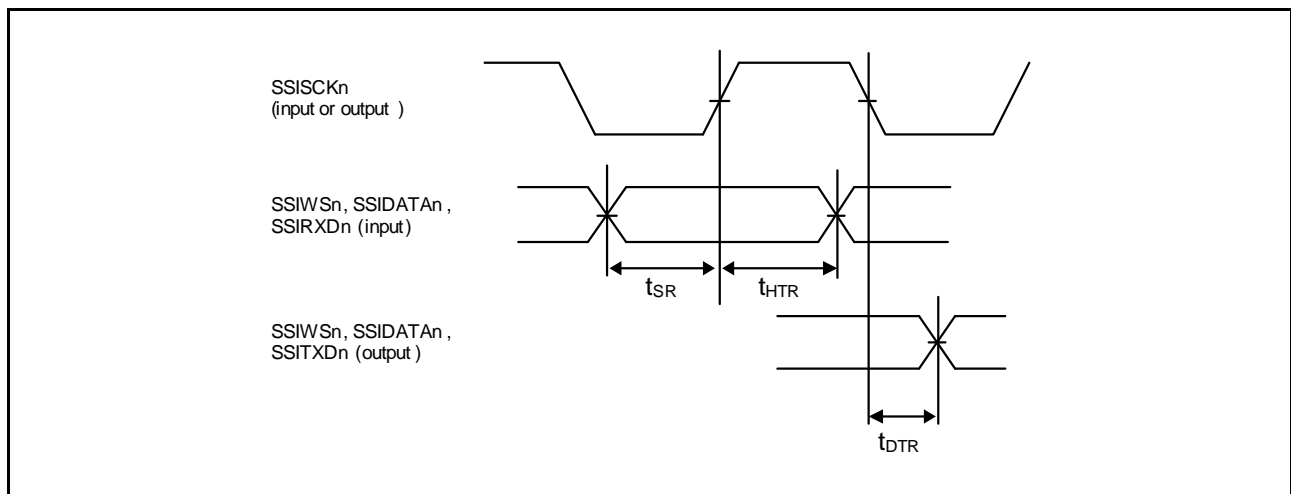 SSISCKn
(input or output )
SSIWSn, SSIDATAn ,
SSIRXDn (input)
tSR
tHTR
SSIWSn, SSIDATAn ,
SSITXDn (output )
tDTR